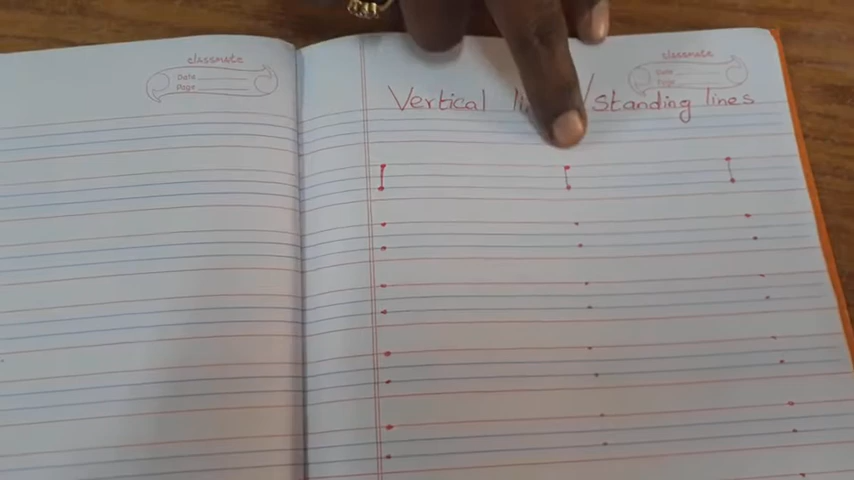 classmate
Date
Page
classmate
Date
Page
Vertical / Standing lines